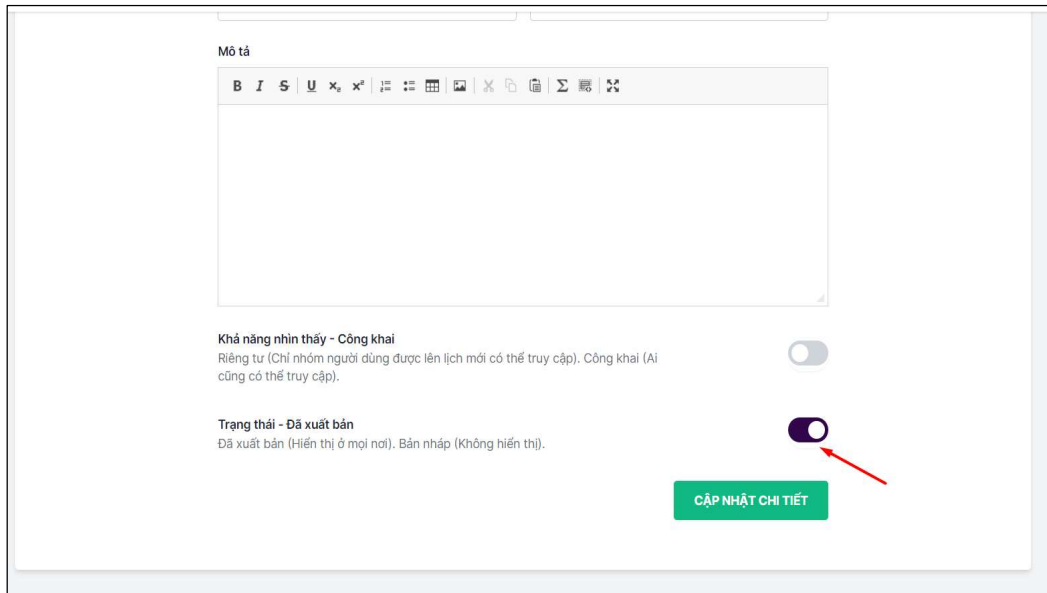 Mô tả
B I S U x₂ x² Σ
Khả năng nhìn thấy - Công khai
Riêng tư (Chỉ nhóm người dùng được lên lịch mới có thể truy cập). Công khai (Ai
cũng có thể truy cập).
Trạng thái - Đã xuất bản
Đã xuất bản (Hiển thị ở mọi nơi). Bản nháp (Không hiển thị).
CẬP NHẬT CHI TIẾT